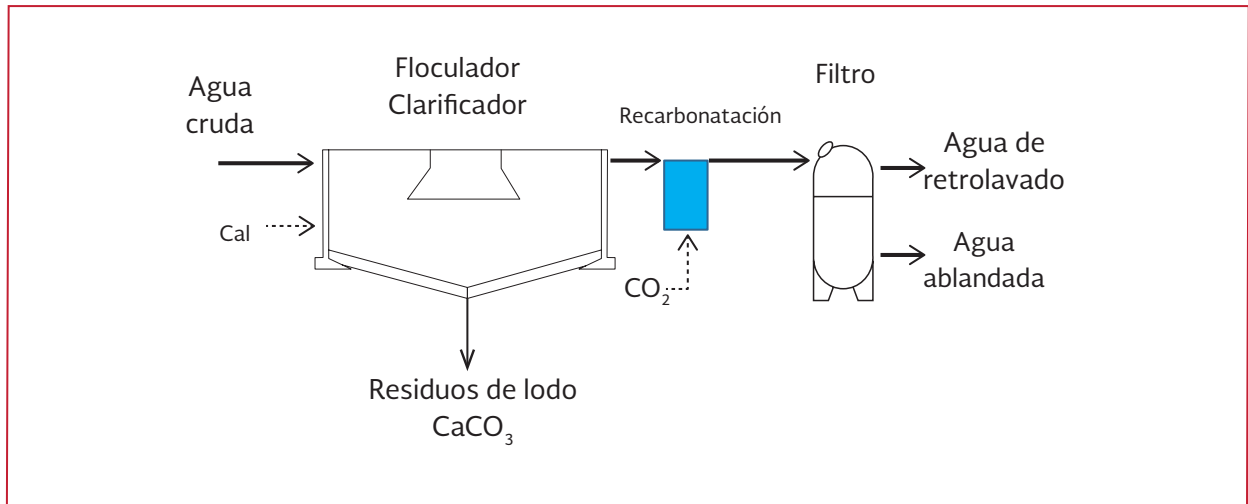 Agua
cruda
Cal
Floculador
Clarificador
Residuos de lodo
CaCO₃
Recarbonatación
CO₂
Filtro
Agua de
retrolavado
Agua
ablandada